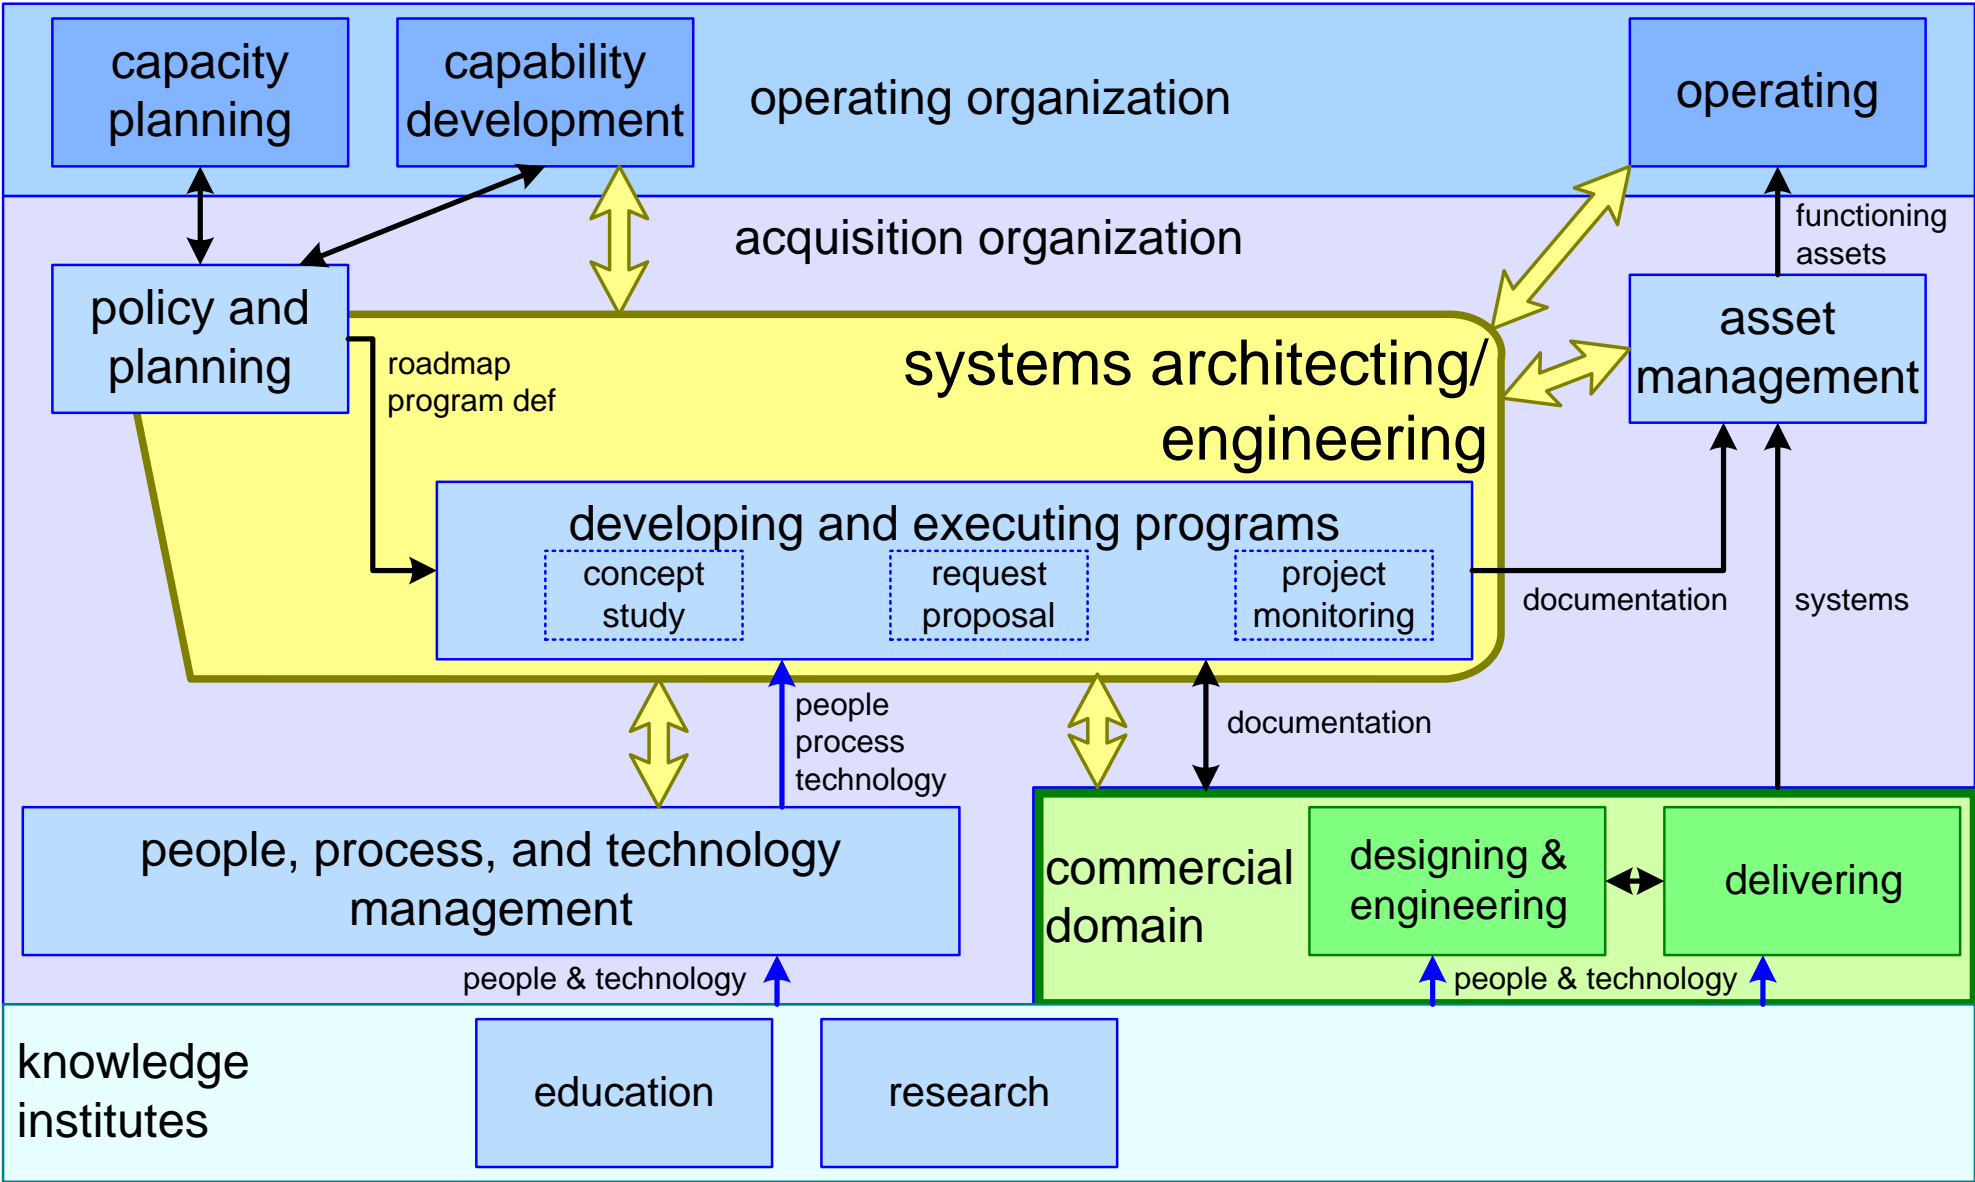 capacity
planning
capability
development
operating organization
operating
functioning
assets
acquisition organization
policy and
planning
roadmap
program def
systems architecting/
engineering
asset
management
developing and executing programs
concept
study
request
proposal
project
monitoring
documentation
systems
people
process
technology
documentation
people, process, and technology
management
commercial
domain
designing &
engineering
delivering
people & technology
people & technology
knowledge
institutes
education
research